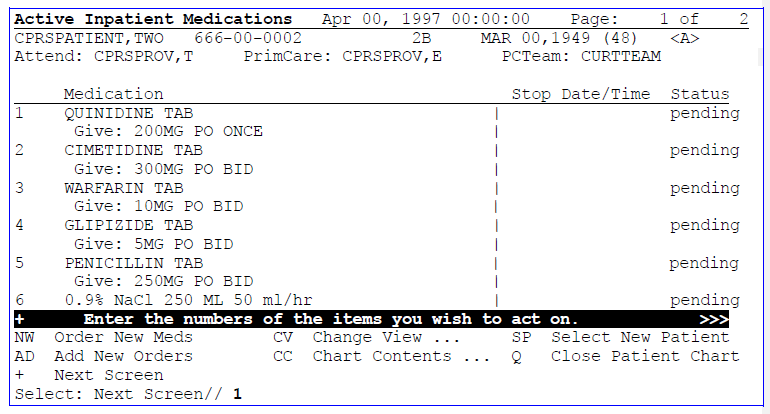 Active Inpatient Medications   Apr 00, 1997 00:00:00    Page:    1 of    2
CPRSPATIENT,TWO   666-00-0002           2B     MAR 00,1949 (48)   <A>
Attend: CPRSPROV,T     PrimCare: CPRSPROV,E      PCTeam: CURTTEAM
Medication                                   Stop Date/Time  Status
1    QUINIDINE TAB                              |                 pending
Give: 200MG PO ONCE                       |
2    CIMETIDINE TAB                             |                 pending
Give: 300MG PO BID                        |
3    WARFARIN TAB                               |                 pending
Give: 10MG PO BID                         |
4    GLIPIZIDE TAB                              |                 pending
Give: 5MG PO BID                          |
5    PENICILLIN TAB                             |                 pending
Give: 250MG PO BID                        |
6    0.9% NaCl 250 ML 50 ml/hr                  |                 pending
+      Enter the numbers of the items you wish to act on.            >>>
NW  Order New Meds        CV  Change View ...     SP  Select New Patient
AD  Add New Orders        CC  Chart Contents ...  Q   Close Patient Chart
+   Next Screen
Select: Next Screen// 1